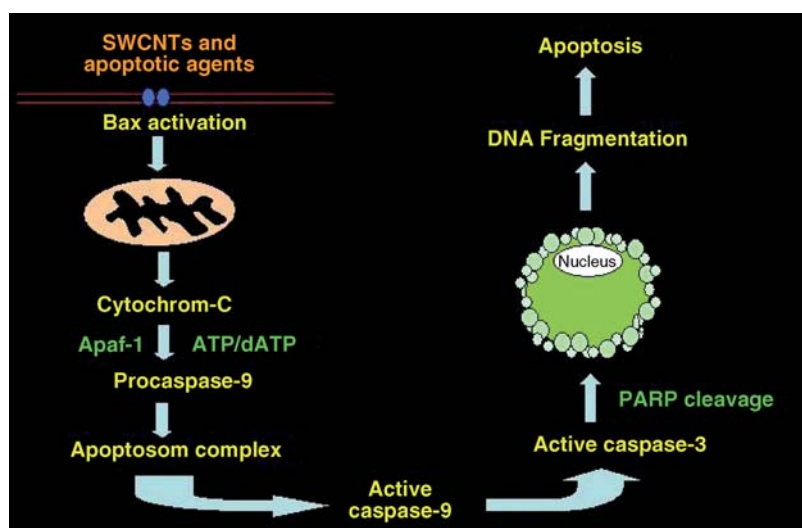 SWCNTs and
apoptotic agents
Bax activation
Cytochrom-C
Apaf-1 ATP/dATP
Procaspase-9
Apoptosom complex
Active
caspase-9
Active caspase-3
PARP cleavage
Nucleus
DNA Fragmentation
Apoptosis